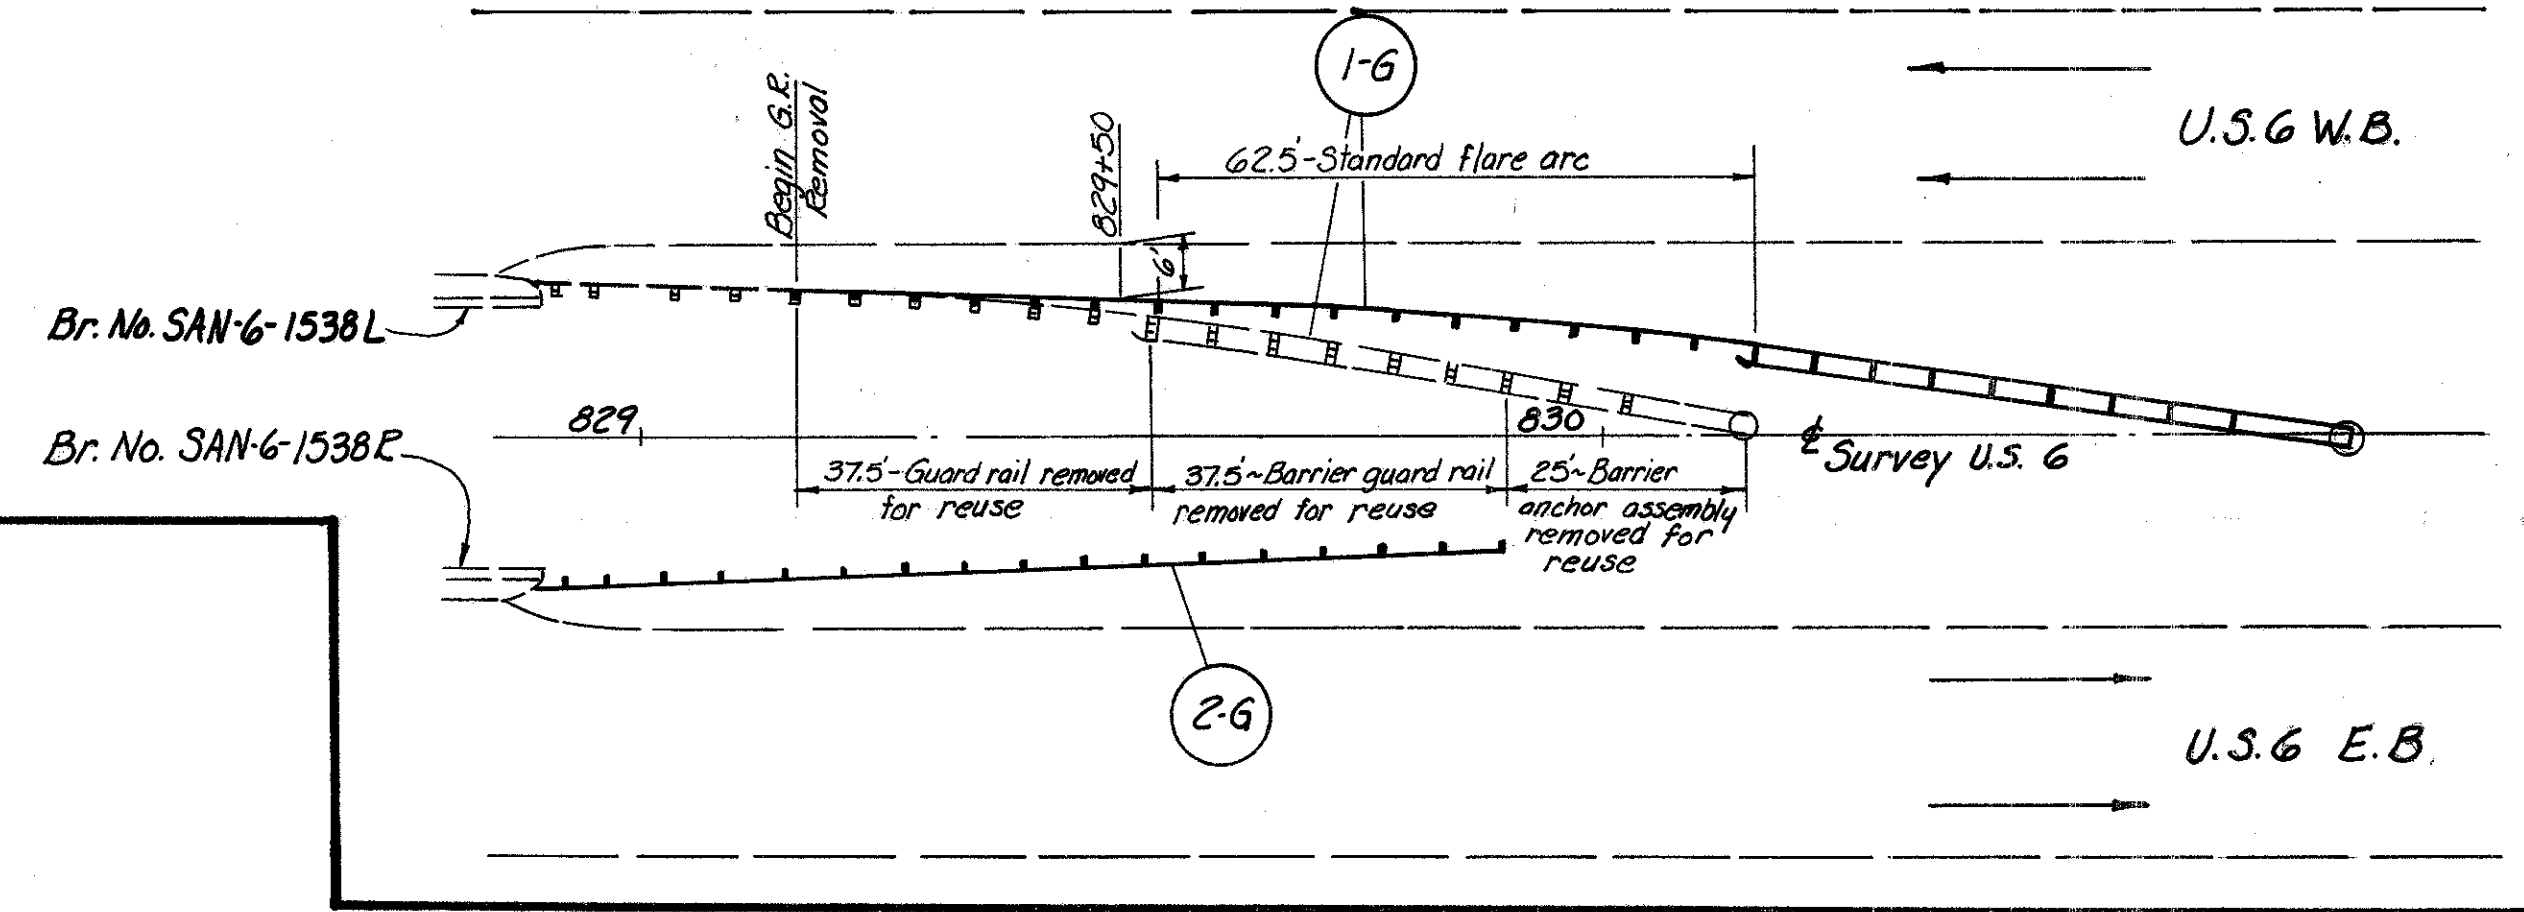 1-G
U.S.6 W.B.
Begin G.R.
Removal
829+50
62.5'-Standard flare arc
6'
Br. No. SAN-6-1538L
829
830
Br. No. SAN-6-1538R
℄ Survey U.S. 6
37.5'-Guard rail removed
for reuse
37.5'~Barrier guard rail
removed for reuse
25'~Barrier
anchor assembly
removed for
reuse
2-G
U.S.6 E.B.